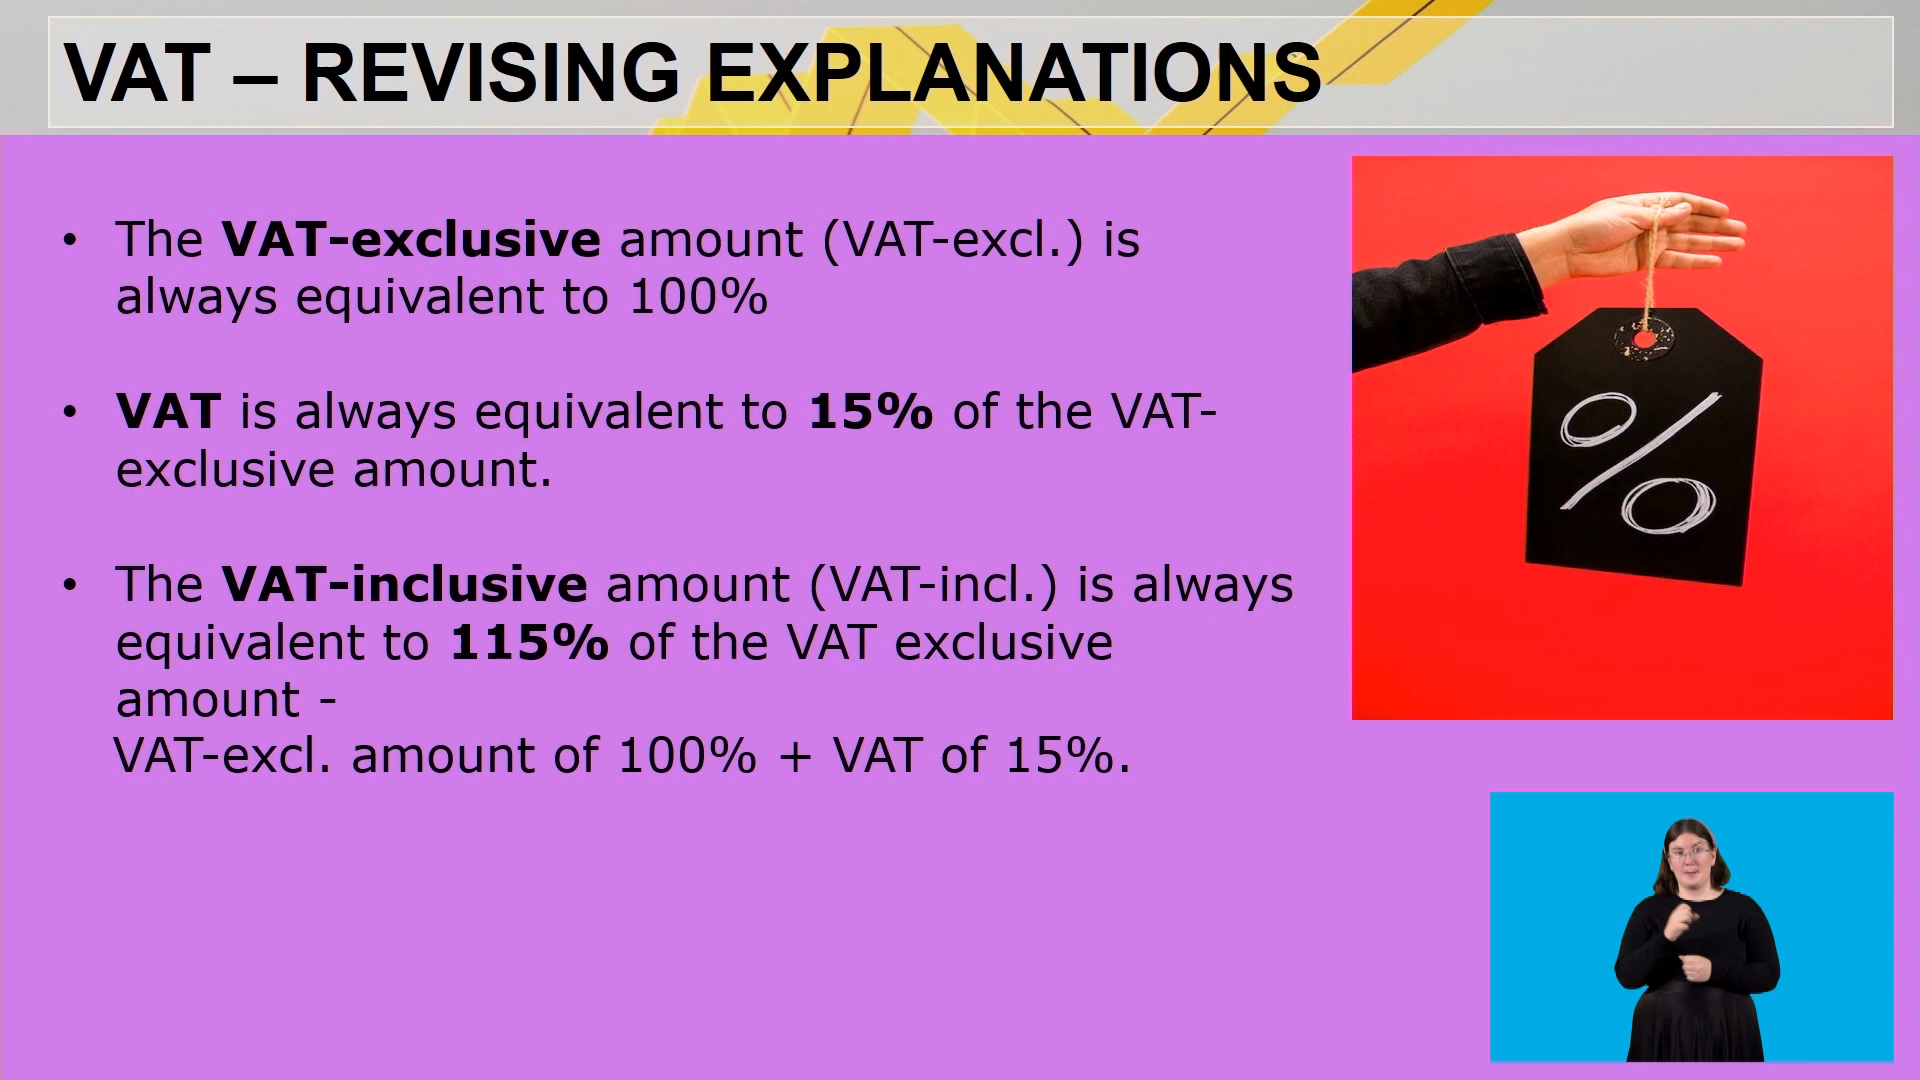 VAT – REVISING EXPLANATIONS
• The VAT-exclusive amount (VAT-excl.) is
always equivalent to 100%
• VAT is always equivalent to 15% of the VAT-
exclusive amount.
• The VAT-inclusive amount (VAT-incl.) is always
equivalent to 115% of the VAT exclusive
amount -
VAT-excl. amount of 100% + VAT of 15%.
%